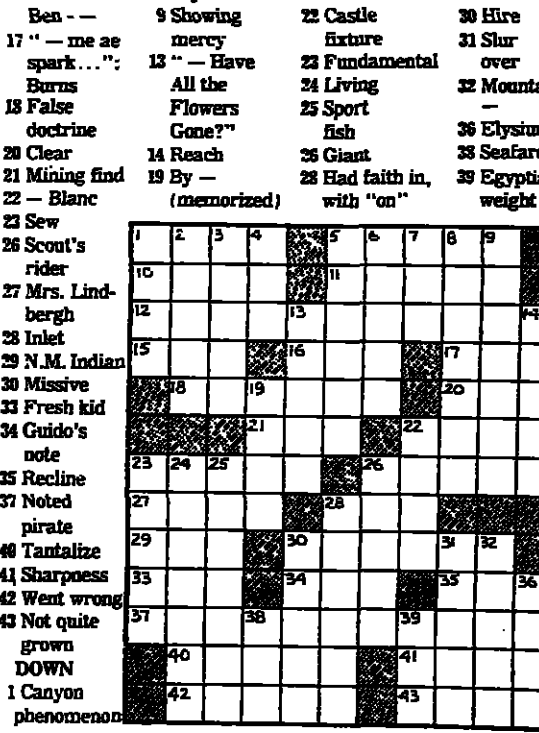 Ben - —
17 " — me ae
spark…":
Burns
18 False
doctrine
20 Clear
21 Mining find
22 — Blanc
23 Sew
26 Scout's
rider
27 Mrs. Lind-
bergh
28 Inlet
29 N.M. Indian
30 Missive
33 Fresh kid
34 Guido's
note
35 Recline
37 Noted
pirate
40 Tantalize
41 Sharpness
42 Went wrong
43 Not quite
grown
DOWN
1 Canyon
phenomenon
9 Showing
mercy
13 " — Have
All the
Flowers
Gone?"
14 Reach
19 By —
(memorized)
22 Castle
fixture
23 Fundamental
24 Living
25 Sport
fish
26 Giant
28 Had faith in,
with "on"
30 Hire
31 Slur
over
32 Mounta
—
36 Elysium
38 Seafare
39 Egyptia
weight
1 2 3 4 5 6 7 8 9
10 11
12 13 14
15 16 17
18 19 20
21 22
23 24 25 26
27 28
29 30 31 32
33 34 35 36
37 38 39
40 41
42 43